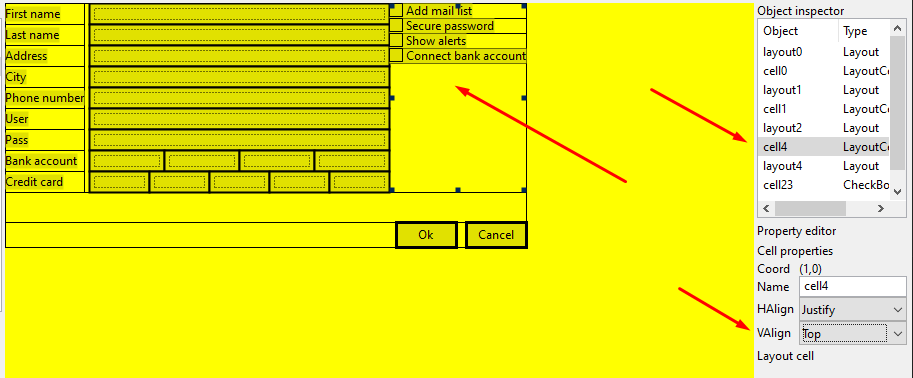 First name
Last name
Address
City
Phone number
User
Pass
Bank account
Credit card
Add mail list
Secure password
Show alerts
Connect bank account
Ok Cancel
Object inspector
Object Type
layout0 Layout
cell0 LayoutCe
layout1 Layout
cell1 LayoutCe
layout2 Layout
cell4 LayoutCe
layout4 Layout
cell23 CheckBo
Property editor
Cell properties
Coord (1,0)
Name cell4
HAlign Justify
VAlign Top
Layout cell